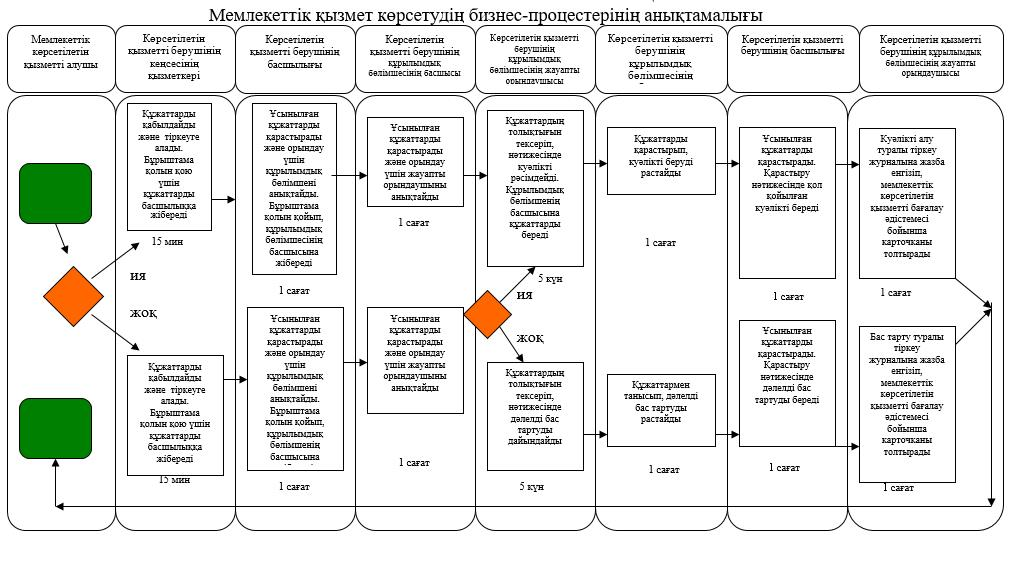 Мемлекеттік қызмет көрсетудің бизнес-процестерінің анықтамалығы
Мемлекеттік
көрсетілетін
қызметті алушы
Көрсетілетін
қызметті берушінің
кеңсесінің
қызметкері
Көрсетілетін
қызметті берушінің
басшылығы
Көрсетілетін
қызметті берушінің
құрылымдық
бөлімшесінің басшысы
Көрсетілетін қызметті
берушінің
құрылымдық
бөлімшесінің жауапты
орындаушысы
Көрсетілетін қызметті
берушінің
құрылымдық
бөлімшесінің
Көрсетілетін қызметті
берушінің басшылығы
Көрсетілетін қызметті
берушінің құрылымдық
бөлімшесінің жауапты
орындаушысы
Құжаттарды
қабылдайды
және тіркеуге
алады.
Бұрыштама
қолын қою
үшін
құжаттарды
басшылыққа
жібереді
15 мин
Ұсынылған
құжаттарды
қарастырады
және орындау
үшін
құрылымдық
бөлімшені
анықтайды.
Бұрыштама
қолын қойып,
құрылымдық
бөлімшесінің
басшысына
жібереді
1 сағат
Ұсынылған
құжаттарды
қарастырады
және орындау
үшін жауапты
орындаушыны
анықтайды
1 сағат
Құжаттардың
толықтығын
тексеріп,
нәтижесінде
куәлікті
рәсімдейді.
Құрылымдық
бөлімшенің
басшысына
құжаттарды
береді
5 күн
Құжаттарды
қарастырып,
куәлікті беруді
растайды
1 сағат
Ұсынылған
құжаттарды
қарастырады.
Қарастыру
нәтижесінде қол
қойылған
куәлікті береді
1 сағат
Куәлікті алу
туралы тіркеу
журналына жазба
енгізіп,
мемлекеттік
көрсетілетін
қызметті бағалау
әдістемесі
бойынша
карточканы
толтырады
1 сағат
ИЯ
ЖОҚ
ИЯ
ЖОҚ
Құжаттарды
қабылдайды
және тіркеуге
алады.
Бұрыштама
қолын қою үшін
құжаттарды
басшылыққа
жібереді
15 мин
Ұсынылған
құжаттарды
қарастырады
және орындау
үшін
құрылымдық
бөлімшені
анықтайды.
Бұрыштама
қолын қойып,
құрылымдық
бөлімшесінің
басшысына
1 сағат
Ұсынылған
құжаттарды
қарастырады
және орындау
үшін жауапты
орындаушыны
анықтайды
1 сағат
Құжаттардың
толықтығын
тексеріп,
нәтижесінде
дәлелді бас
тартуды
дайындайды
5 күн
Құжаттармен
танысып, дәлелді
бас тартуды
растайды
1 сағат
Ұсынылған
құжаттарды
қарастырады.
Қарастыру
нәтижесінде
дәлелді бас
тартуды береді
1 сағат
Бас тарту туралы
тіркеу
журналына жазба
енгізіп,
мемлекеттік
көрсетілетін
қызметті бағалау
әдістемесі
бойынша
карточканы
толтырады
1 сағат